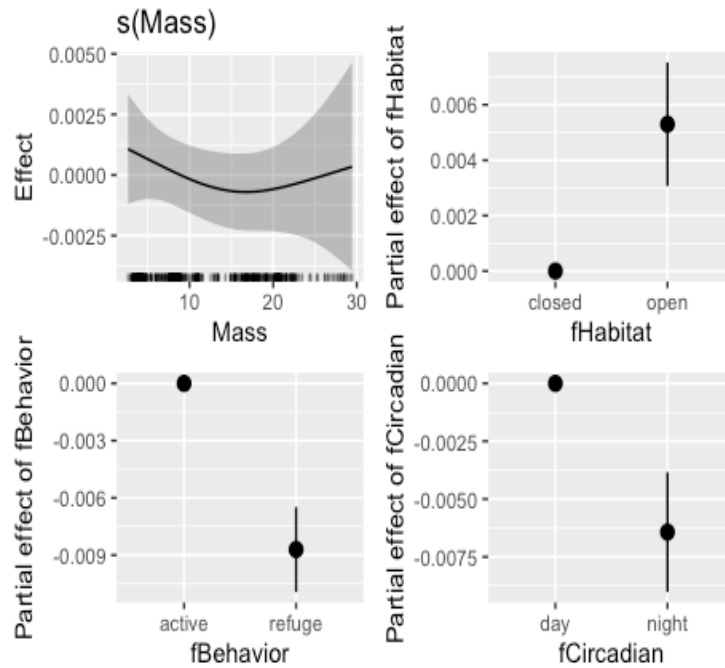 s(Mass)
Effect
0.0050
0.0025
0.0000
-0.0025
10
20
30
Mass
Partial effect of fHabitat
0.006
0.004
0.002
0.000
closed
open
fHabitat
Partial effect of fBehavior
0.000
-0.003
-0.006
-0.009
active
refuge
fBehavior
Partial effect of fCircadian
0.0000
-0.0025
-0.0050
-0.0075
day
night
fCircadian